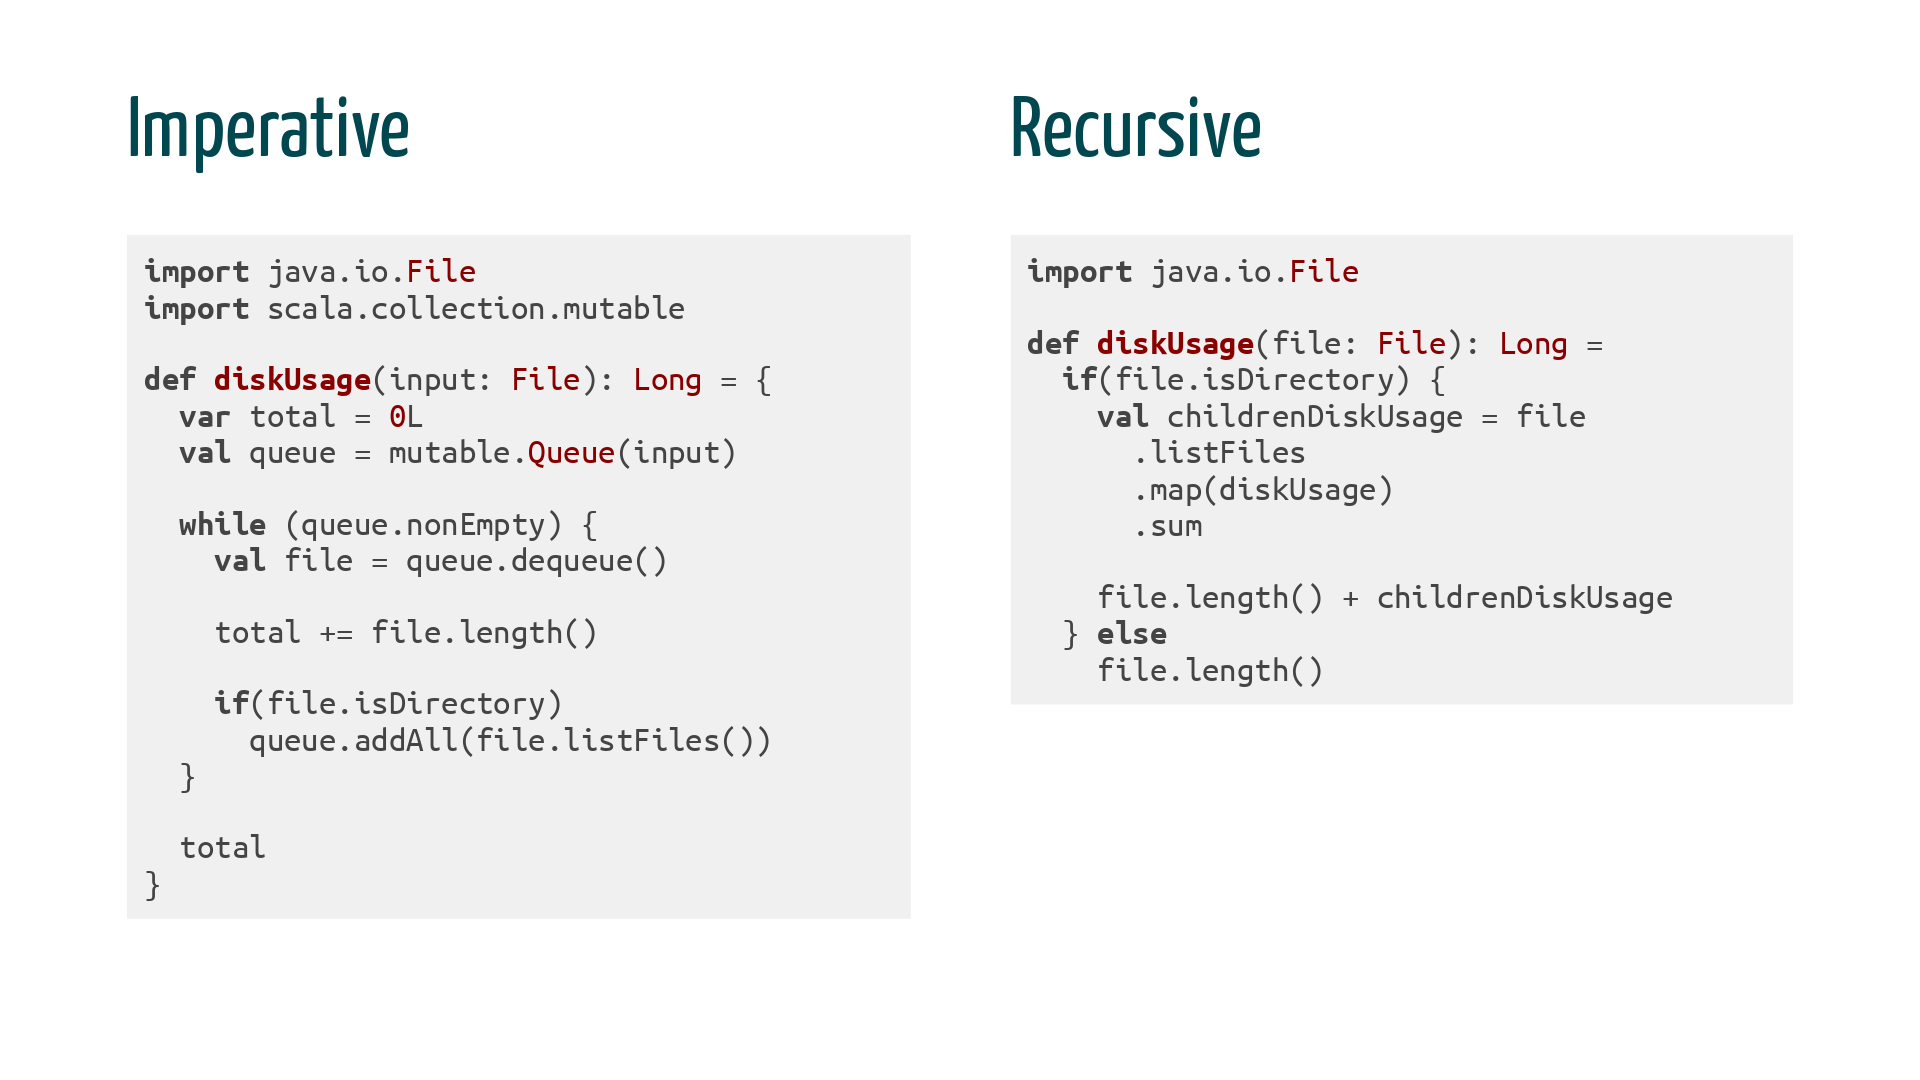 Imperative
import java.io.File
import scala.collection.mutable
def diskUsage(input: File): Long = {
  var total = 0L
  val queue = mutable.Queue(input)
  while (queue.nonEmpty) {
    val file = queue.dequeue()
    total += file.length()
    if(file.isDirectory)
      queue.addAll(file.listFiles())
  }
  total
}
Recursive
import java.io.File
def diskUsage(file: File): Long =
  if(file.isDirectory) {
    val childrenDiskUsage = file
      .listFiles
      .map(diskUsage)
      .sum
    file.length() + childrenDiskUsage
  } else
    file.length()